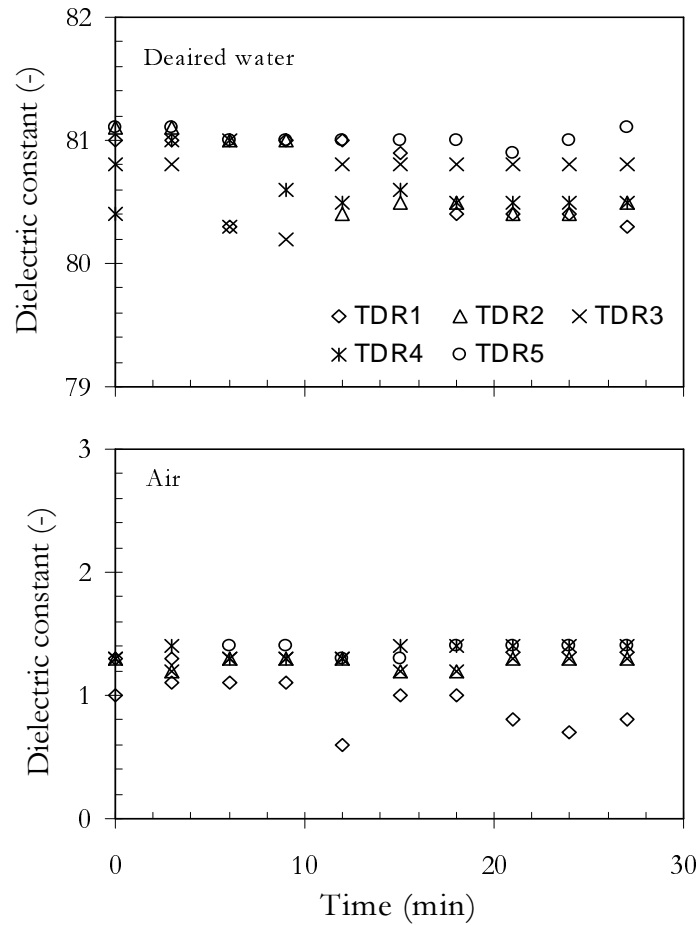 82
Deaired water
81
Dielectric constant (-)
80
TDR1 TDR2 TDR3
TDR4 TDR5
79
3
Air
2
Dielectric constant (-)
1
0
0 10 20 30
Time (min)